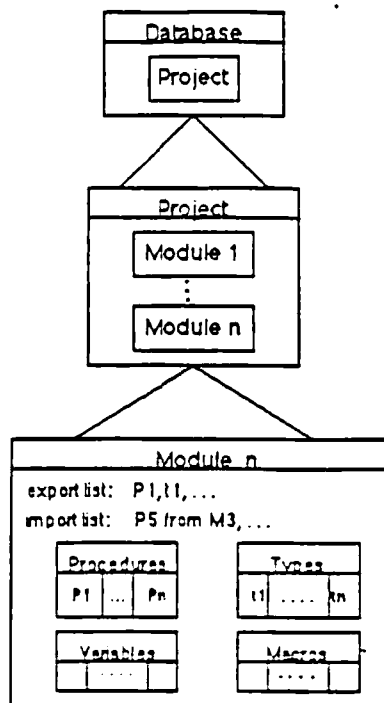 Database
Project
Project
Module 1
Module n
Module n
export list: P1,t1,...
import list: P5 from M3,...
Procedures
P1 ... Pn
Types
t1 .... tn
Variables
....
Macros
....